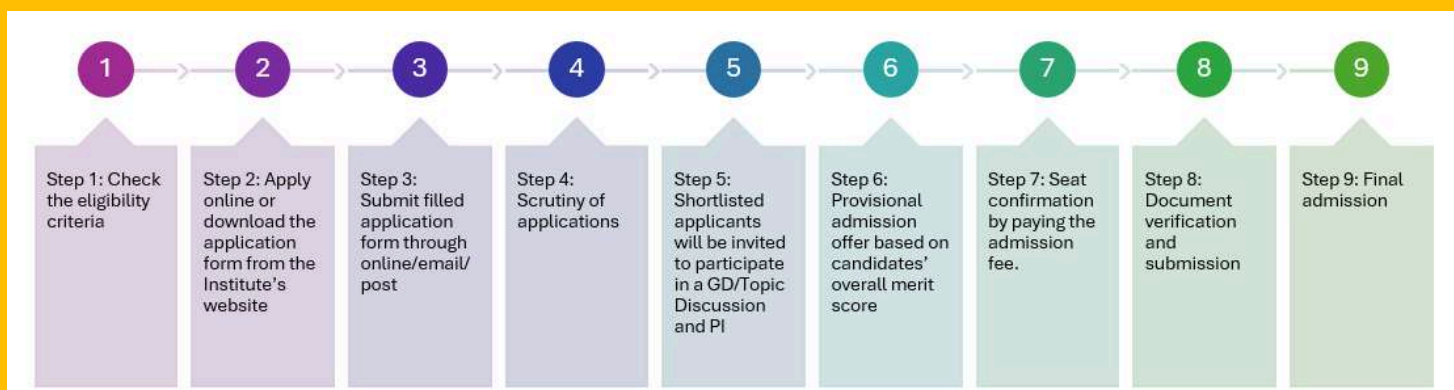 1
2
3
4
5
6
7
8
9
Step 1: Check
the eligibility
criteria
Step 2: Apply
online or
download the
application
form from the
Institute's
website
Step 3:
Submit filled
application
form through
online/email/
post
Step 4:
Scrutiny of
applications
Step 5:
Shortlisted
applicants
will be invited
to participate
in a GD/Topic
Discussion
and PI
Step 6:
Provisional
admission
offer based on
candidates'
overall merit
score
Step 7: Seat
confirmation
by paying the
admission
fee.
Step 8:
Document
verification
and
submission
Step 9: Final
admission